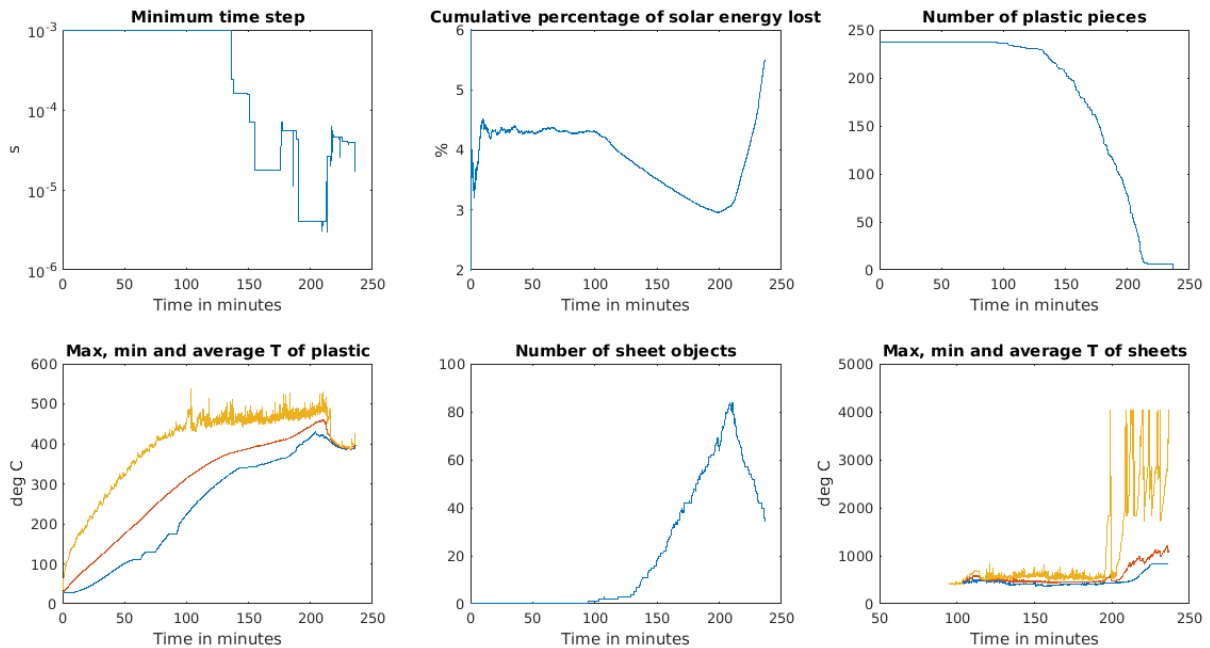 Minimum time step
10^-3
10^-4
10^-5
10^-6
s
0 50 100 150 200 250
Time in minutes
Cumulative percentage of solar energy lost
6
5
4
3
2
%
0 50 100 150 200 250
Time in minutes
Number of plastic pieces
250
200
150
100
50
0
50 100 150 200 250
Time in minutes
Max, min and average T of plastic
600
500
400
300
200
100
0
deg C
0 50 100 150 200 250
Time in minutes
Number of sheet objects
100
80
60
40
20
0
0 50 100 150 200 250
Time in minutes
Max, min and average T of sheets
5000
4000
3000
2000
1000
0
deg C
50 100 150 200 250
Time in minutes